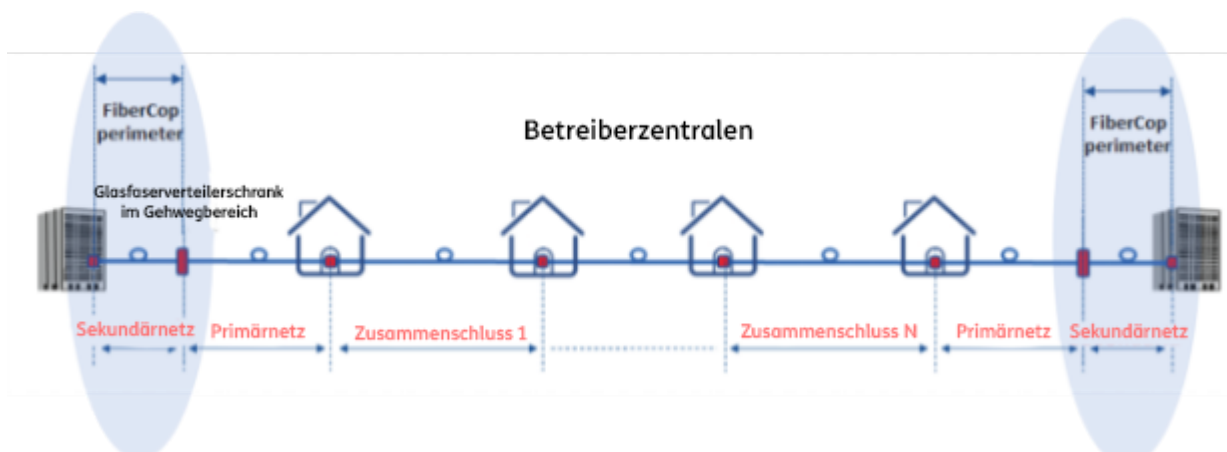 FiberCop
perimeter
FiberCop
perimeter
Betreiberzentralen
Glasfaserverteilerschrank
im Gehwegbereich
Sekundärnetz
Primärnetz
Zusammenschluss 1
Zusammenschluss N
Primärnetz
Sekundärnetz